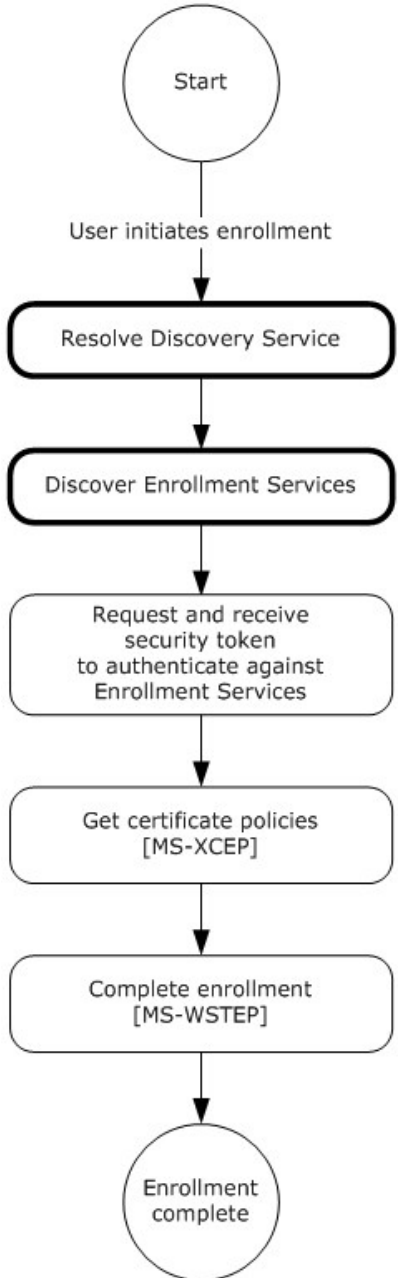 Start
User initiates enrollment
Resolve Discovery Service
Discover Enrollment Services
Request and receive
security token
to authenticate against
Enrollment Services
Get certificate policies
[MS-XCEP]
Complete enrollment
[MS-WSTEP]
Enrollment
complete